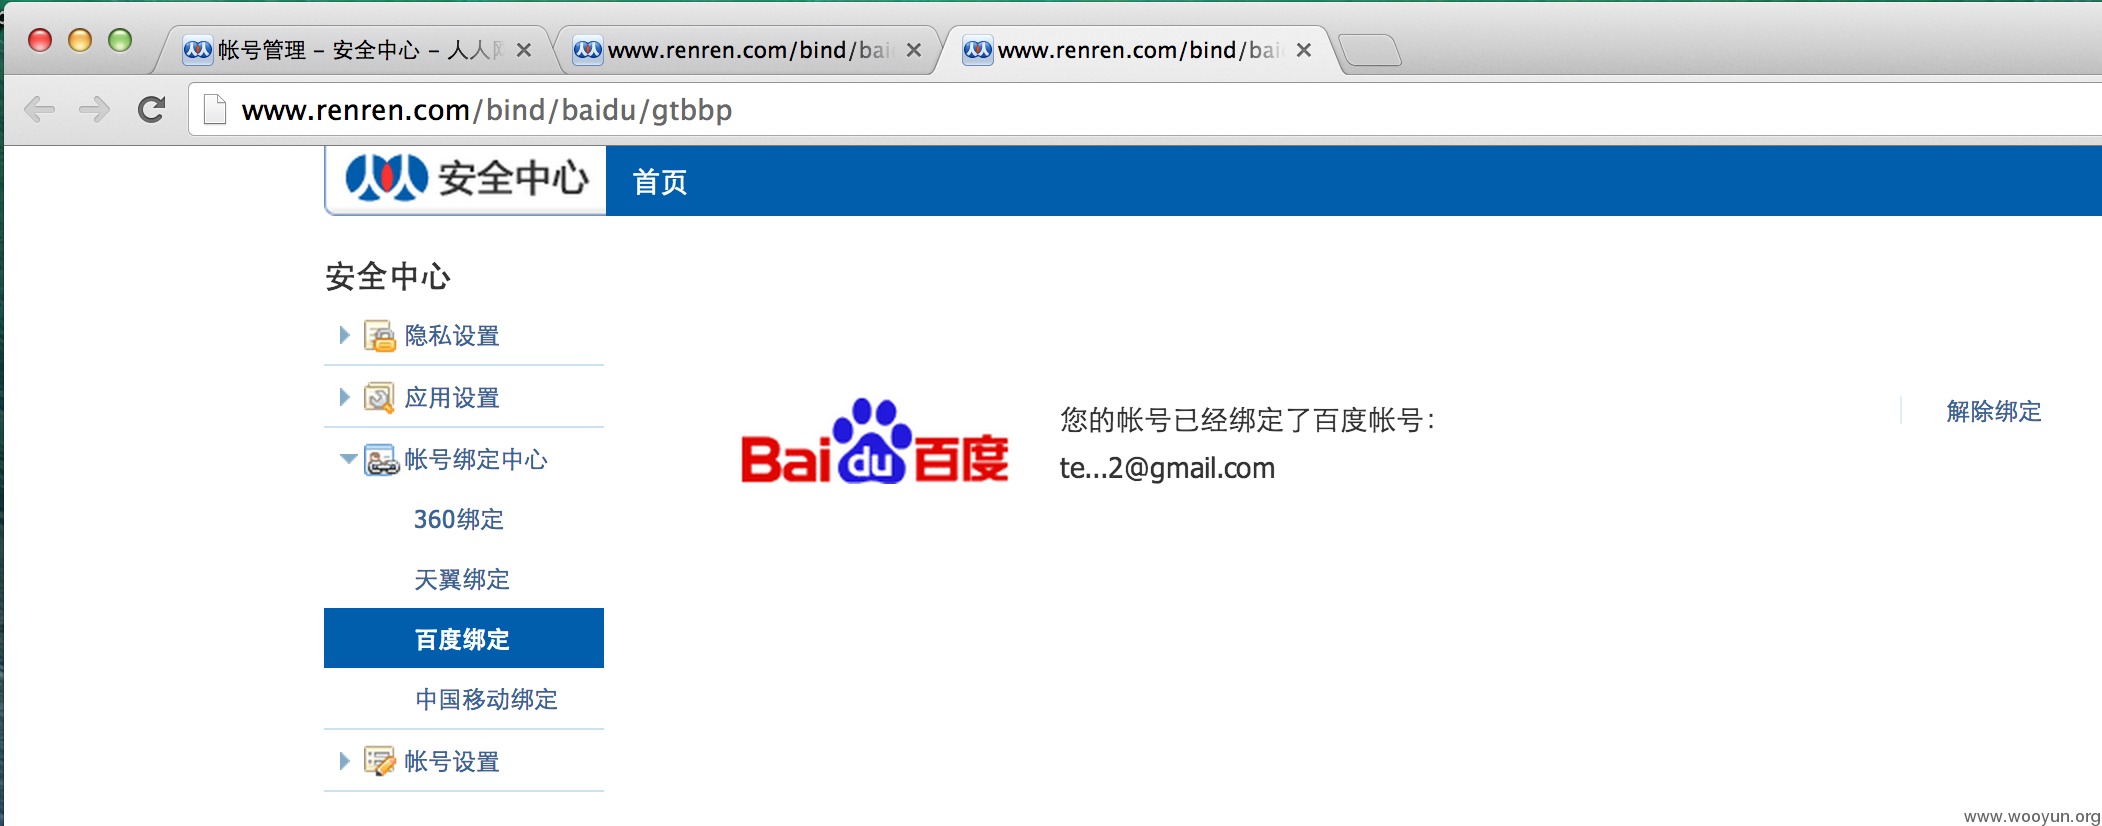 帐号管理 – 安全中心 – 人人网
www.renren.com/bind/bai
www.renren.com/bind/bai
www.renren.com/bind/baidu/gtbbp
安全中心
首页
安全中心
隐私设置
应用设置
帐号绑定中心
360绑定
天翼绑定
百度绑定
中国移动绑定
帐号设置
Bai du 百度
您的帐号已经绑定了百度帐号：
te...2@gmail.com
解除绑定
www.wooyun.org